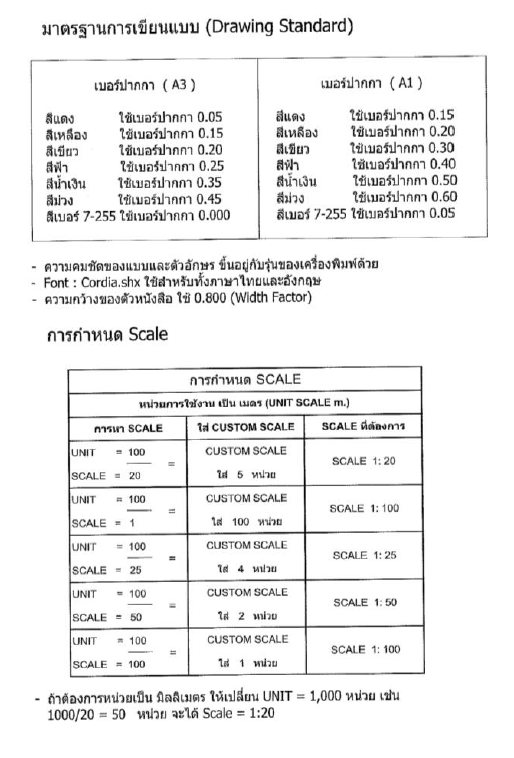 มาตรฐานการเขียนแบบ (Drawing Standard)
เบอร์ปากกา ( A3 )
สีแดง ใช้เบอร์ปากกา 0.05
สีเหลือง ใช้เบอร์ปากกา 0.15
สีเขียว ใช้เบอร์ปากกา 0.20
สีฟ้า ใช้เบอร์ปากกา 0.25
สีน้ำเงิน ใช้เบอร์ปากกา 0.35
สีม่วง ใช้เบอร์ปากกา 0.45
สีเบอร์ 7-255 ใช้เบอร์ปากกา 0.000
เบอร์ปากกา ( A1 )
สีแดง ใช้เบอร์ปากกา 0.15
สีเหลือง ใช้เบอร์ปากกา 0.20
สีเขียว ใช้เบอร์ปากกา 0.30
สีฟ้า ใช้เบอร์ปากกา 0.40
สีน้ำเงิน ใช้เบอร์ปากกา 0.50
สีม่วง ใช้เบอร์ปากกา 0.60
สีเบอร์ 7-255 ใช้เบอร์ปากกา 0.05
- ความคมชัดของแบบและตัวอักษร ขึ้นอยู่กับรุ่นของเครื่องพิมพ์ด้วย
- Font : Cordia.shx ใช้สำหรับทั้งภาษาไทยและอังกฤษ
- ความกว้างของตัวหนังสือ ใช้ 0.800 (Width Factor)
การกำหนด Scale
การกำหนด SCALE
หน่วยการใช้งาน เป็น เมตร (UNIT SCALE m.)
การหา SCALE ใส่ CUSTOM SCALE SCALE ที่ต้องการ
UNIT = 100 CUSTOM SCALE
= SCALE 1: 20
SCALE = 20 ใส่ 5 หน่วย
UNIT = 100 CUSTOM SCALE
= SCALE 1: 100
SCALE = 1 ใส่ 100 หน่วย
UNIT = 100 CUSTOM SCALE
= SCALE 1: 25
SCALE = 25 ใส่ 4 หน่วย
UNIT = 100 CUSTOM SCALE
= SCALE 1: 50
SCALE = 50 ใส่ 2 หน่วย
UNIT = 100 CUSTOM SCALE
= SCALE 1: 100
SCALE = 100 ใส่ 1 หน่วย
- ถ้าต้องการหน่วยเป็น มิลลิเมตร ให้เปลี่ยน UNIT = 1,000 หน่วย เช่น
1000/20 = 50 หน่วย จะได้ Scale = 1:20